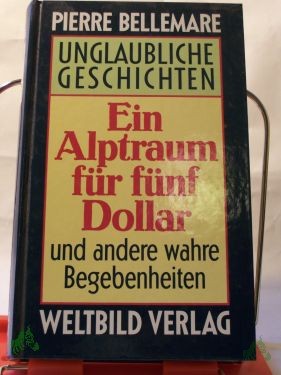 PIERRE BELLEMARE
UNGLAUBLICHE
GESCHICHTEN
Ein
Alptraum
für fünf
Dollar
und andere wahre
Begebenheiten
WELTBILD VERLAG